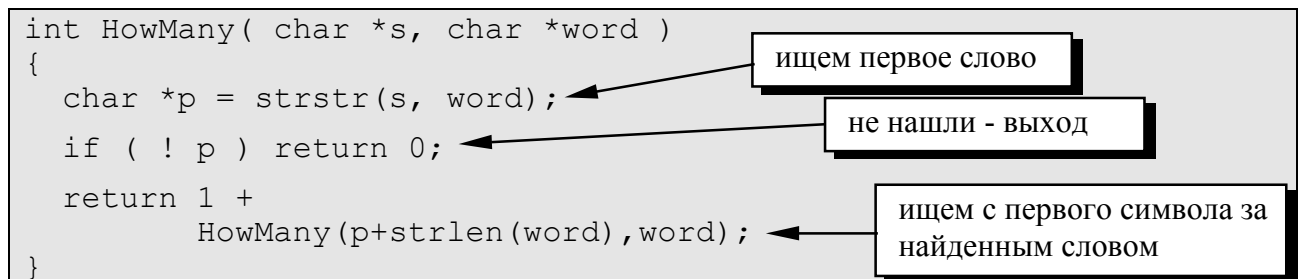 int HowMany( char *s, char *word )
{
ищем первое слово
char *p = strstr(s, word);
не нашли - выход
if ( ! p ) return 0;
return 1 +
ищем с первого символа за
HowMany(p+strlen(word),word);
найденным словом
}